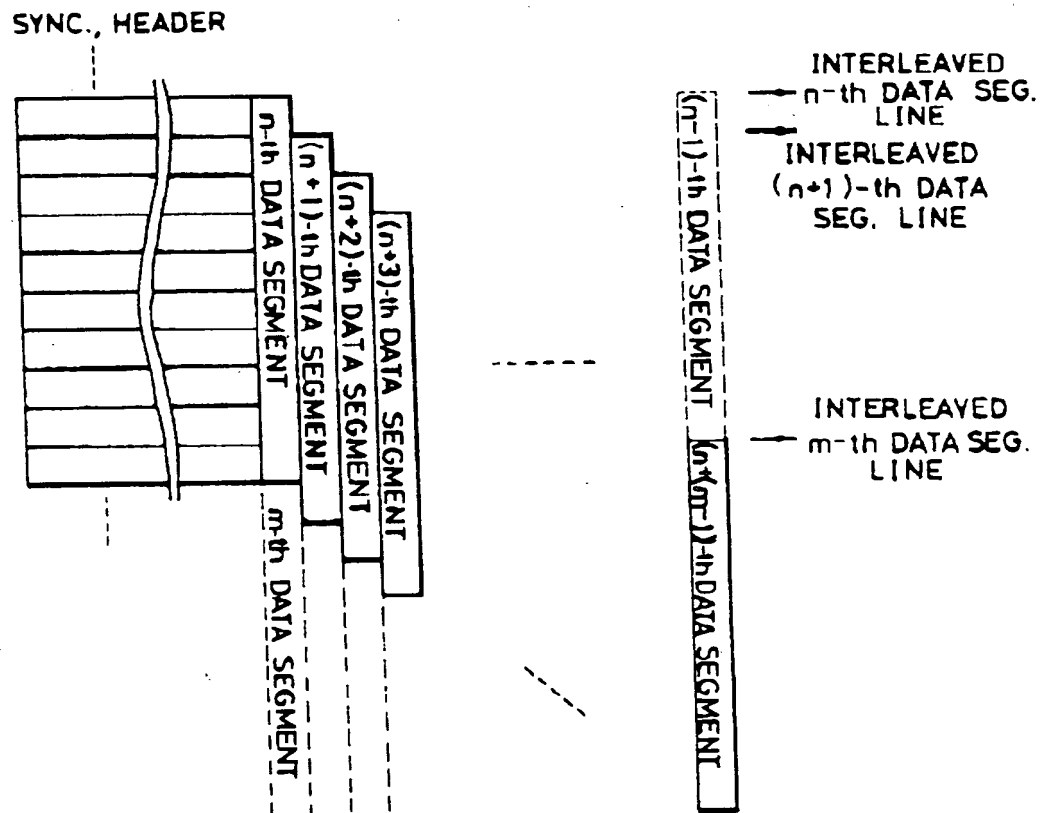 SYNC., HEADER
n-th DATA SEGMENT
(n+1)-th DATA SEGMENT
(n+2)-th DATA SEGMENT
(n+3)-th DATA SEGMENT
m-th DATA SEGMENT
(n-1)-th DATA SEGMENT
(n+(m-1))-th DATA SEGMENT
INTERLEAVED
n-th DATA SEG.
LINE
INTERLEAVED
(n+1)-th DATA
SEG. LINE
INTERLEAVED
m-th DATA SEG.
LINE